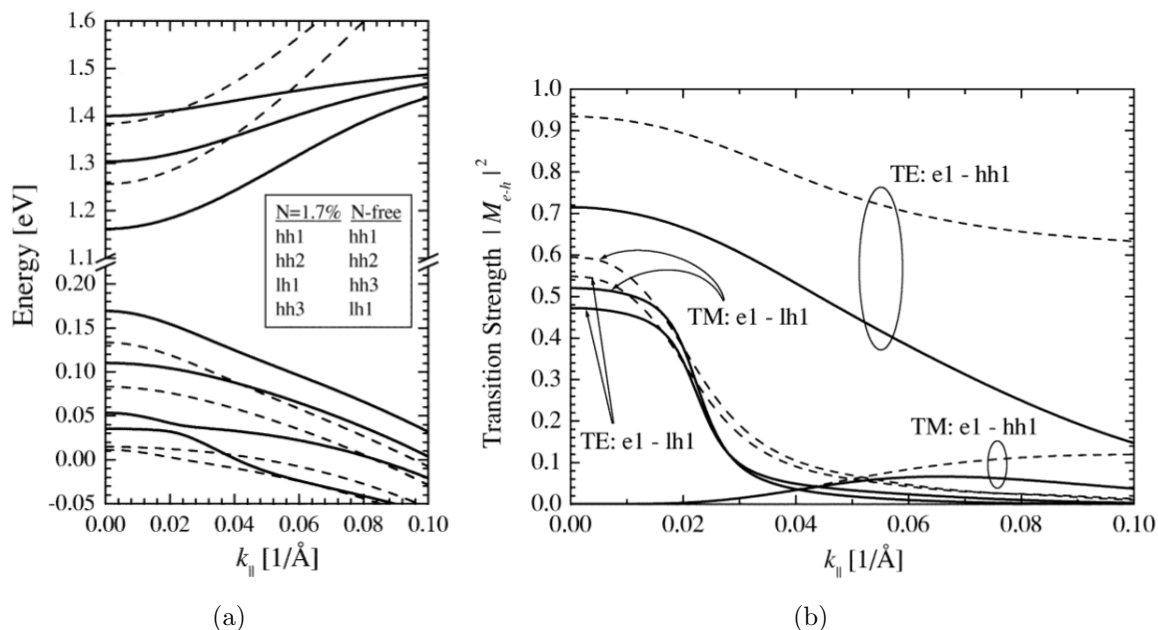 Energy [eV]
1.6
1.5
1.4
1.3
1.2
1.1
0.20
0.15
0.10
0.05
0.00
-0.05
N=1.7% N-free
hh1 hh1
hh2 hh2
lh1 hh3
hh3 lh1
0.00 0.02 0.04 0.06 0.08 0.10
k|| [1/Å]
(a)
Transition Strength |M e-h|²
1.0
0.9
0.8
0.7
0.6
0.5
0.4
0.3
0.2
0.1
0.0
TE: e1 - hh1
TM: e1 - lh1
TE: e1 - lh1
TM: e1 - hh1
0.00 0.02 0.04 0.06 0.08 0.10
k|| [1/Å]
(b)